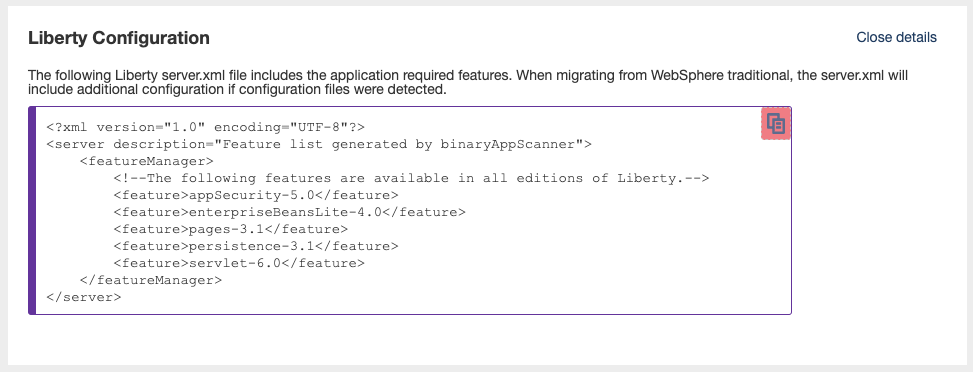 Liberty Configuration
Close details
The following Liberty server.xml file includes the application required features. When migrating from WebSphere traditional, the server.xml will
include additional configuration if configuration files were detected.
<?xml version="1.0" encoding="UTF-8"?>
<server description="Feature list generated by binaryAppScanner">
    <featureManager>
        <!--The following features are available in all editions of Liberty.-->
        <feature>appSecurity-5.0</feature>
        <feature>enterpriseBeansLite-4.0</feature>
        <feature>pages-3.1</feature>
        <feature>persistence-3.1</feature>
        <feature>servlet-6.0</feature>
    </featureManager>
</server>